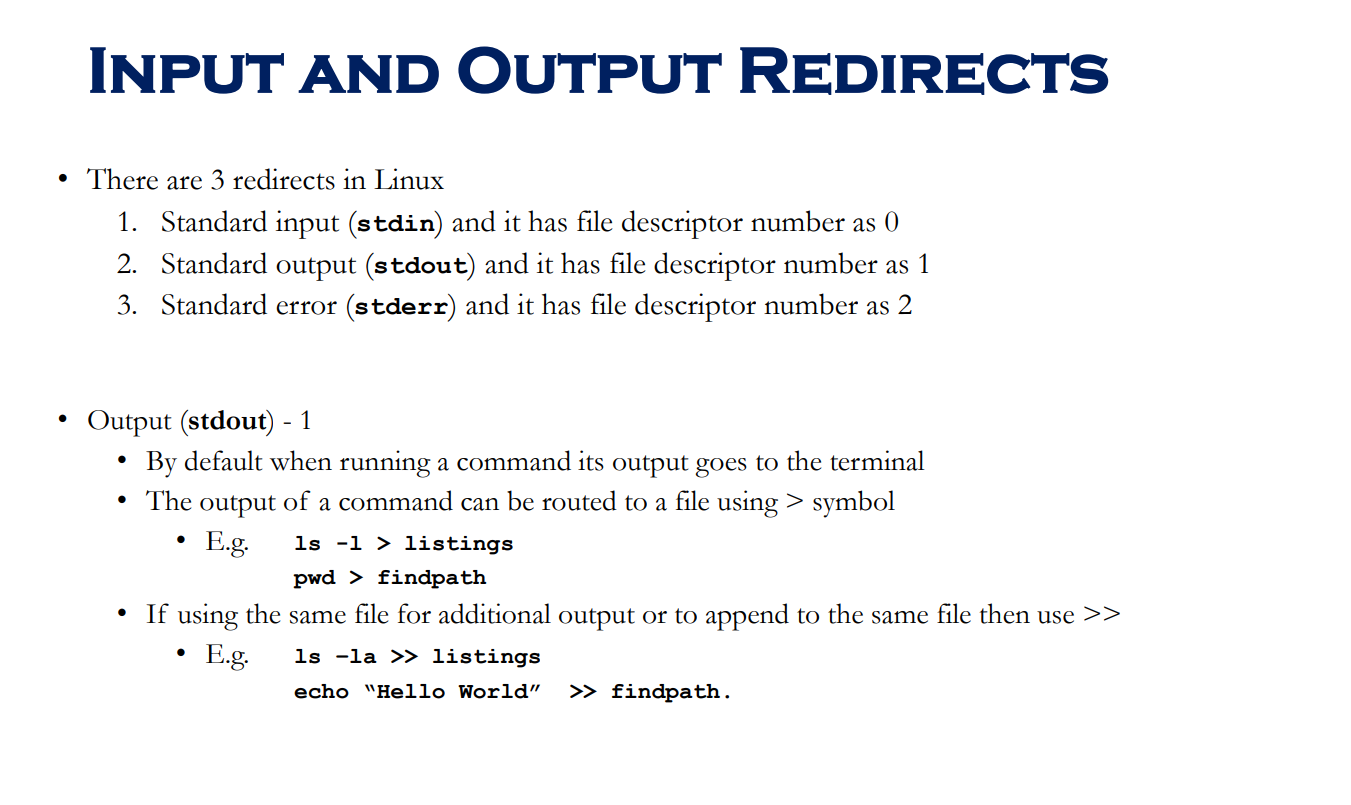 INPUT AND OUTPUT REDIRECTS
• There are 3 redirects in Linux
1. Standard input (stdin) and it has file descriptor number as 0
2. Standard output (stdout) and it has file descriptor number as 1
3. Standard error (stderr) and it has file descriptor number as 2
• Output (stdout) - 1
• By default when running a command its output goes to the terminal
• The output of a command can be routed to a file using > symbol
• E.g. ls -l > listings
pwd > findpath
• If using the same file for additional output or to append to the same file then use >>
• E.g. ls –la >> listings
echo “Hello World” >> findpath.